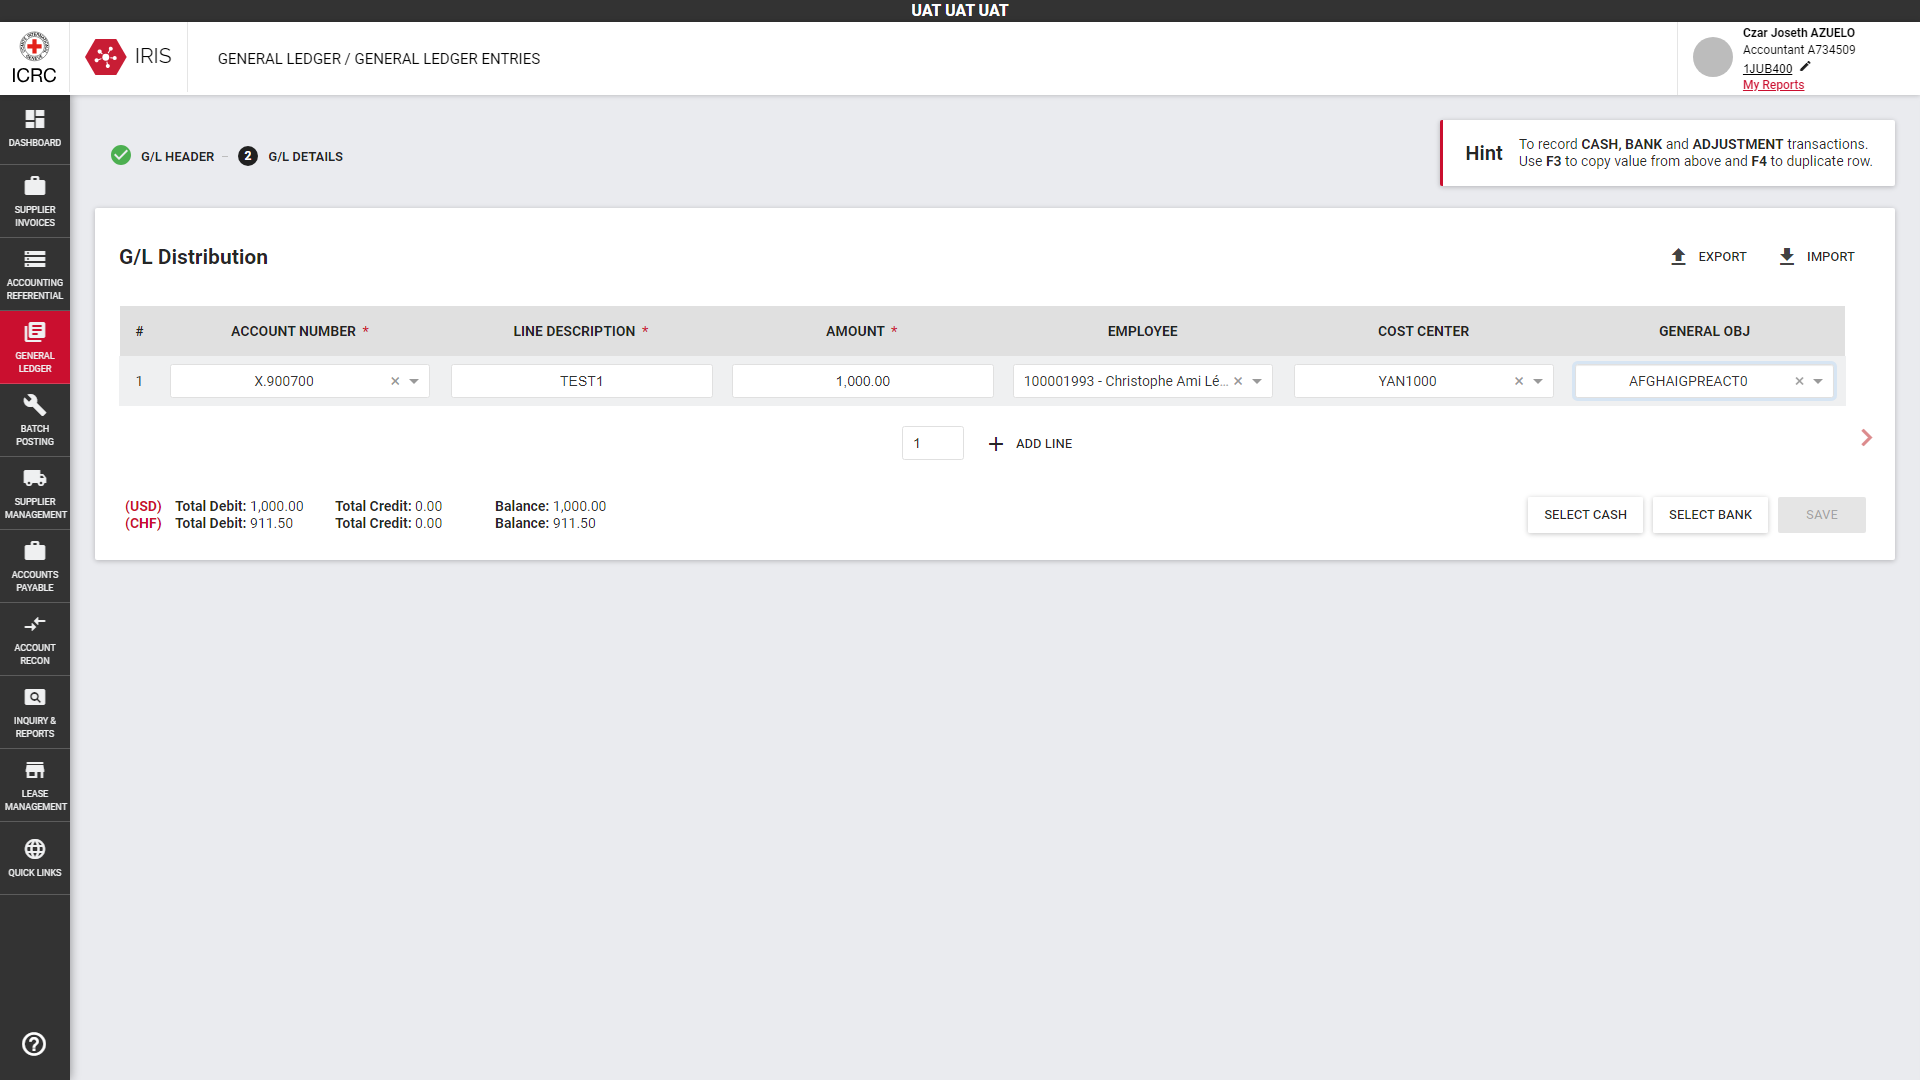 UAT UAT UAT
ICRC
IRIS
GENERAL LEDGER / GENERAL LEDGER ENTRIES
Czar Joseth AZUELO
Accountant A734509
1JUB400
My Reports
DASHBOARD
SUPPLIER
INVOICES
ACCOUNTING
REFERENTIAL
GENERAL
LEDGER
BATCH
POSTING
SUPPLIER
MANAGEMENT
ACCOUNTS
PAYABLE
ACCOUNT
RECON
INQUIRY &
REPORTS
LEASE
MANAGEMENT
QUICK LINKS
G/L HEADER – 2 G/L DETAILS
Hint
To record CASH, BANK and ADJUSTMENT transactions.
Use F3 to copy value from above and F4 to duplicate row.
G/L Distribution
EXPORT IMPORT
# ACCOUNT NUMBER * LINE DESCRIPTION * AMOUNT * EMPLOYEE COST CENTER GENERAL OBJ
1 X.900700 × TEST1 1,000.00 100001993 - Christophe Ami Lé... × YAN1000 × AFGHAIGPREACT0 ×
1 + ADD LINE
(USD) Total Debit: 1,000.00 Total Credit: 0.00 Balance: 1,000.00
(CHF) Total Debit: 911.50 Total Credit: 0.00 Balance: 911.50
SELECT CASH SELECT BANK SAVE